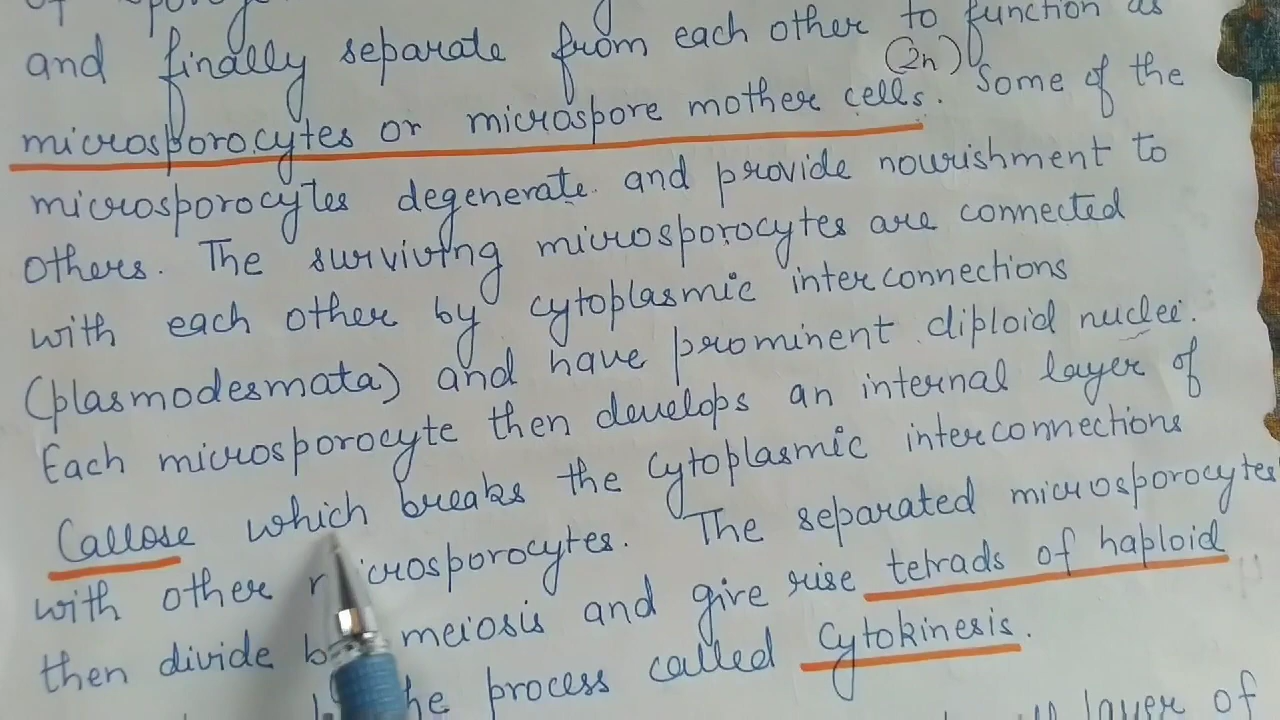 and finally separate from each other to function as
(2n)
microsporocytes or microspore mother cells. Some of the
microsporocytes degenerate and provide nourishment to
others. The surviving microsporocytes are connected
with each other by cytoplasmic interconnections
(plasmodesmata) and have prominent diploid nuclei.
Each microsporocyte then develops an internal layer of
Callose which breaks the cytoplasmic interconnections
with other microsporocytes. The separated microsporocytes
then divide by meiosis and give rise tetrads of haploid
the process called Cytokinesis.
layer of